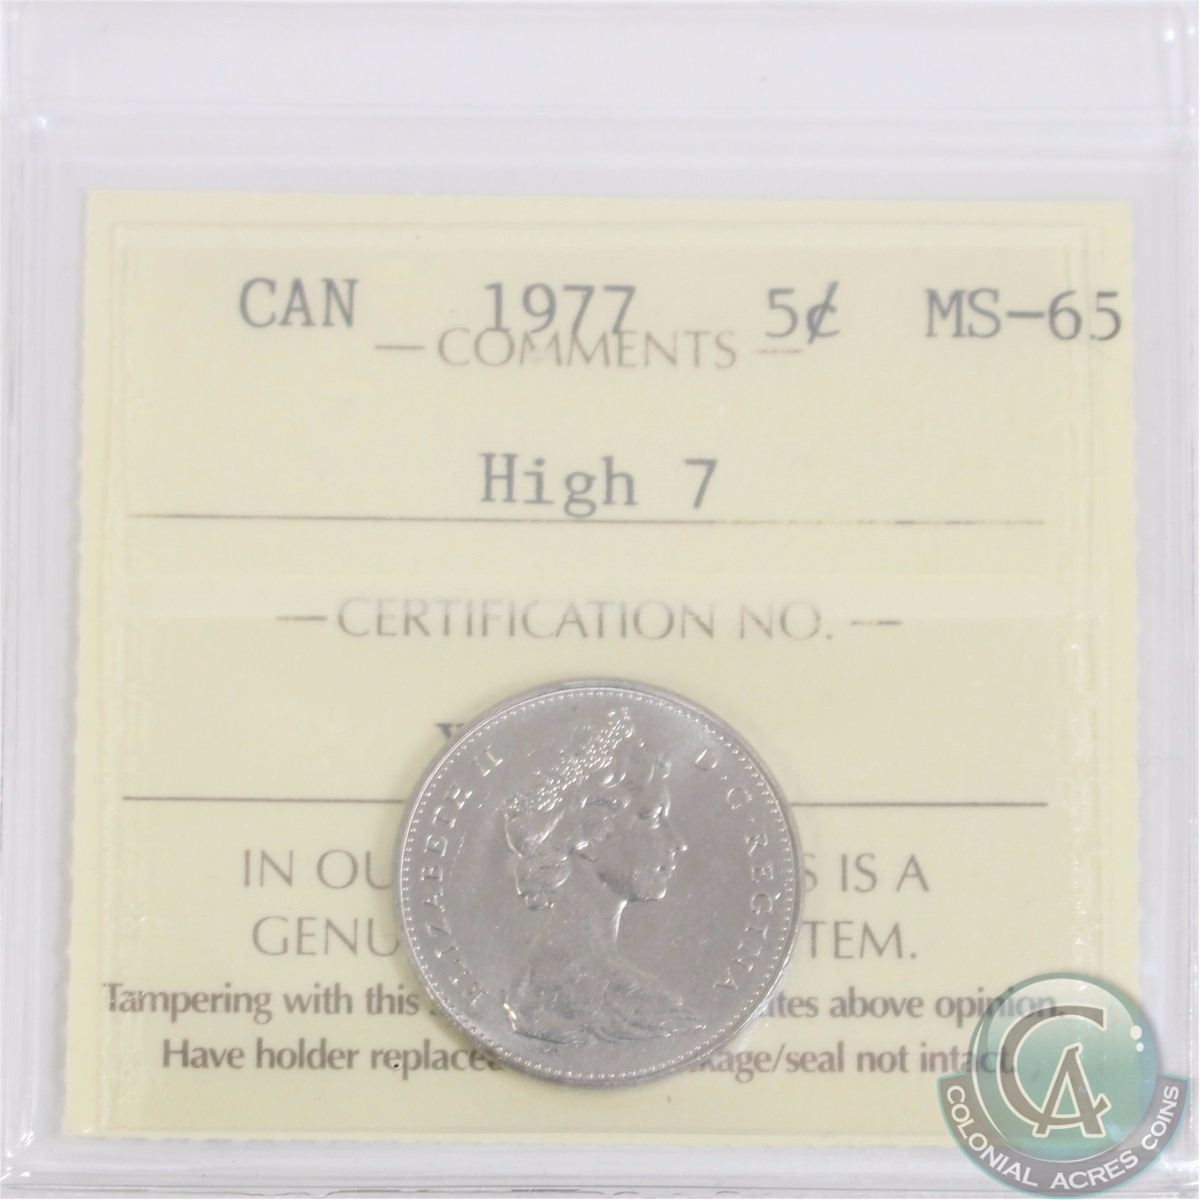 CAN 1977 5¢ MS-65
— COMMENTS —
High 7
— CERTIFICATION NO. —
IN OU S IS A
GENU TEM.
Tampering with this tes above opinion.
Have holder replace kage/seal not intact.
ELIZABETH II D·G·REGINA
CA
COLONIAL ACRES COINS